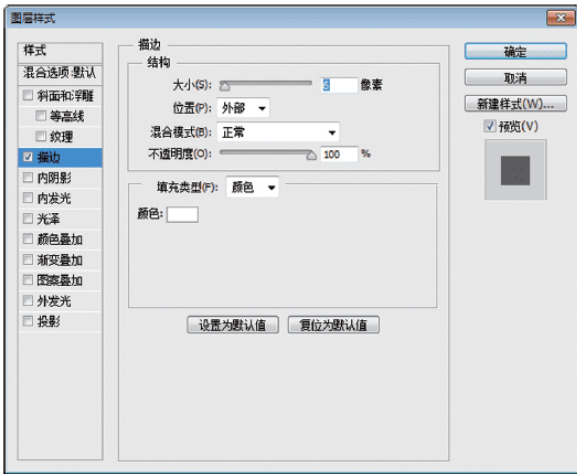 图层样式
样式
混合选项:默认
斜面和浮雕
等高线
纹理
描边
内阴影
内发光
光泽
颜色叠加
渐变叠加
图案叠加
外发光
投影
描边
结构
大小(S): 像素
位置(P): 外部
混合模式(B): 正常
不透明度(O): 100 %
填充类型(F): 颜色
颜色:
设置为默认值 复位为默认值
确定
取消
新建样式(W)...
预览(V)